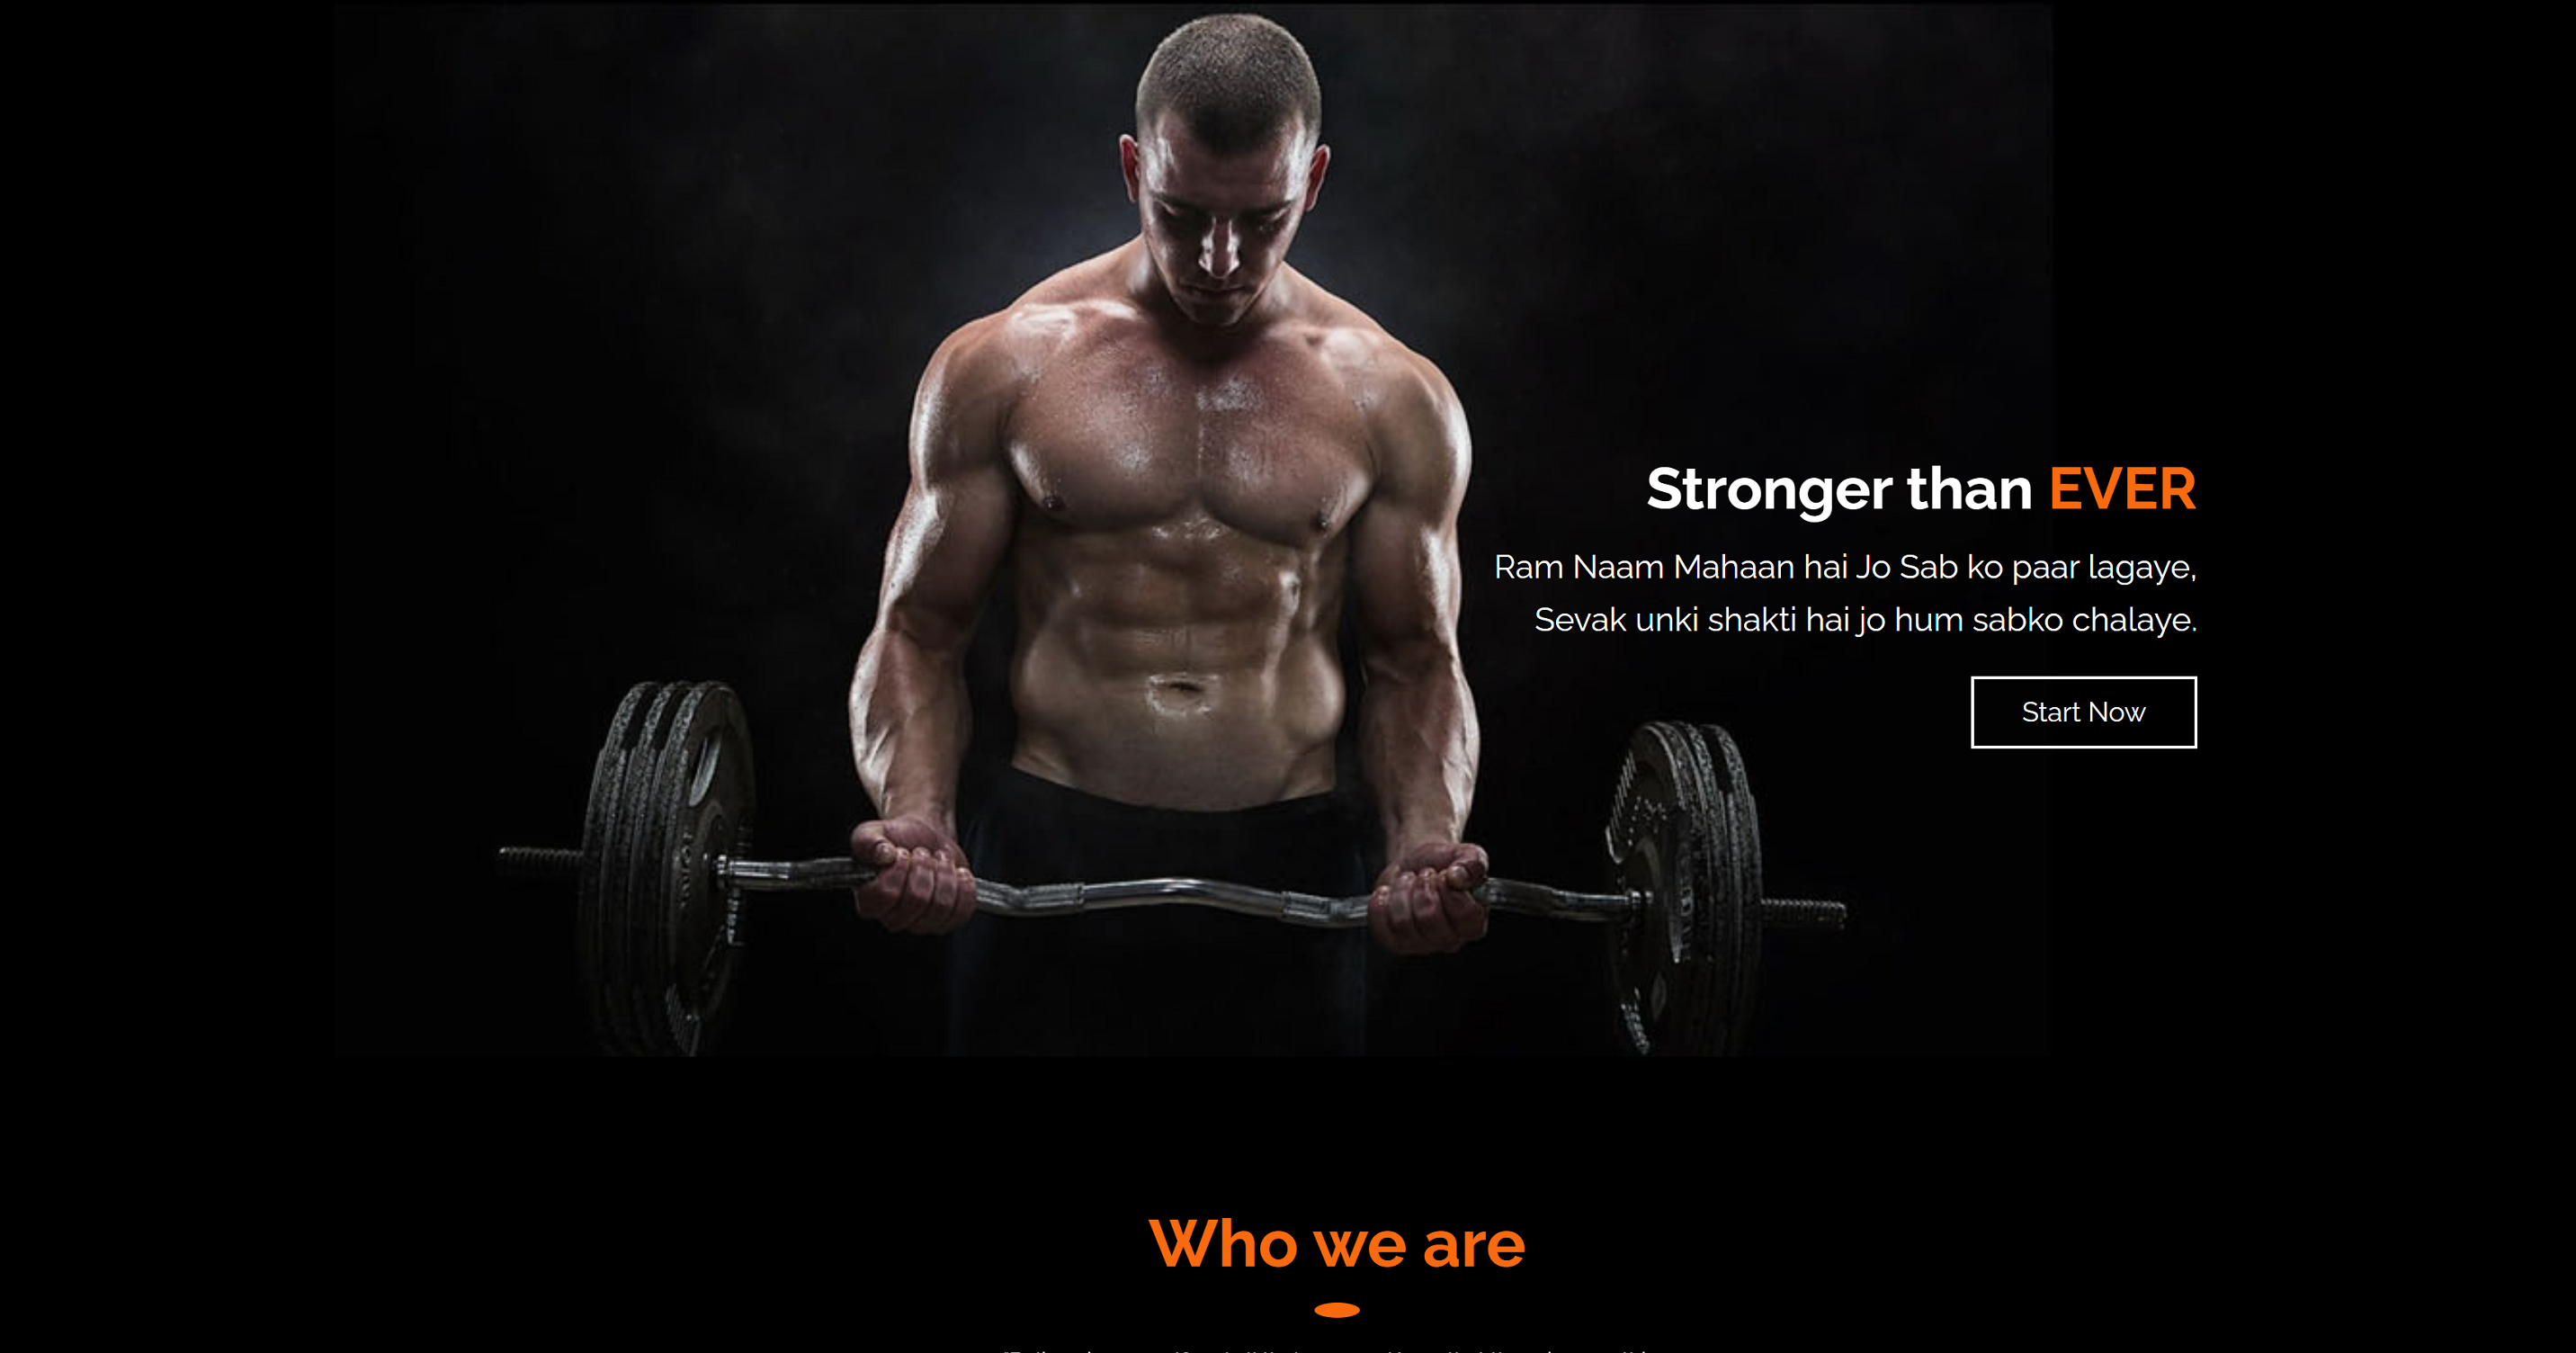 Stronger than EVER
Ram Naam Mahaan hai Jo Sab ko paar lagaye,
Sevak unki shakti hai jo hum sabko chalaye.
Start Now
Who we are